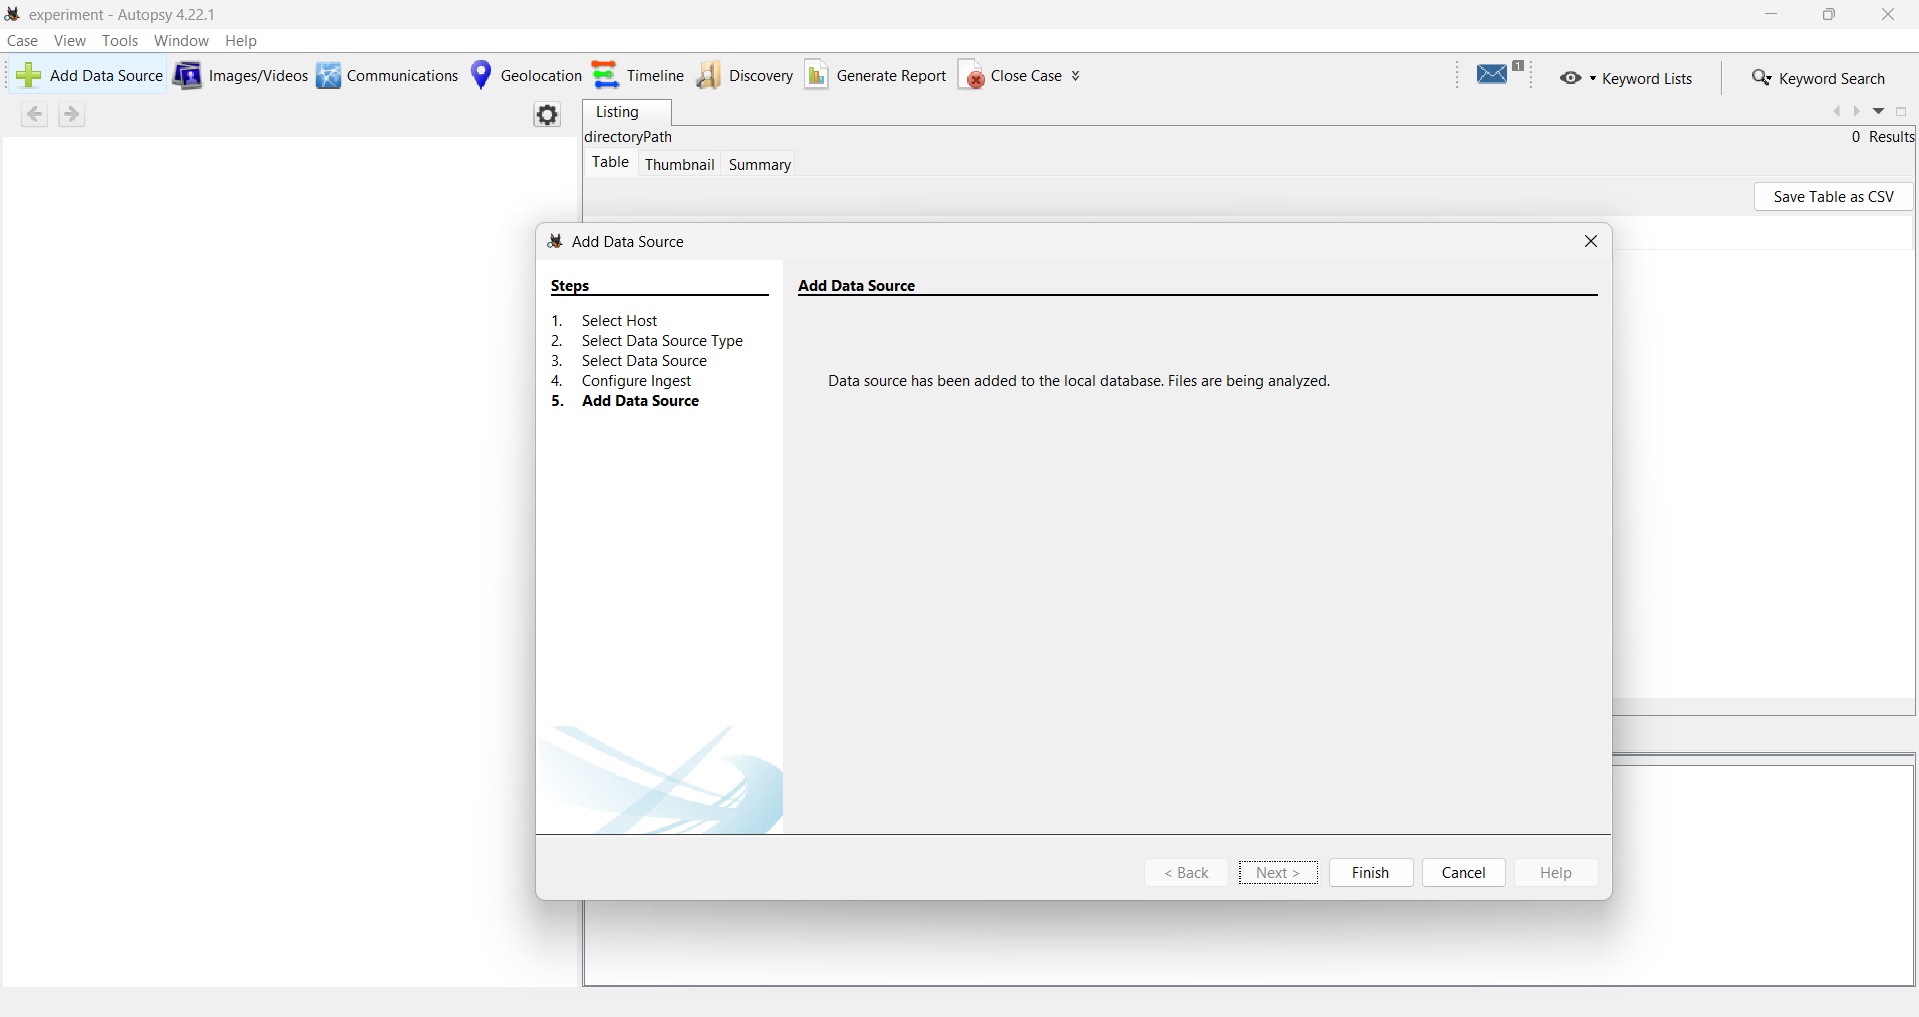 experiment - Autopsy 4.22.1
Case View Tools Window Help
Add Data Source Images/Videos Communications Geolocation Timeline Discovery Generate Report Close Case 1 Keyword Lists Keyword Search
Listing
directoryPath 0 Results
Table Thumbnail Summary
Save Table as CSV
Add Data Source
Steps
1. Select Host
2. Select Data Source Type
3. Select Data Source
4. Configure Ingest
5. Add Data Source
Add Data Source
Data source has been added to the local database. Files are being analyzed.
< Back Next > Finish Cancel Help